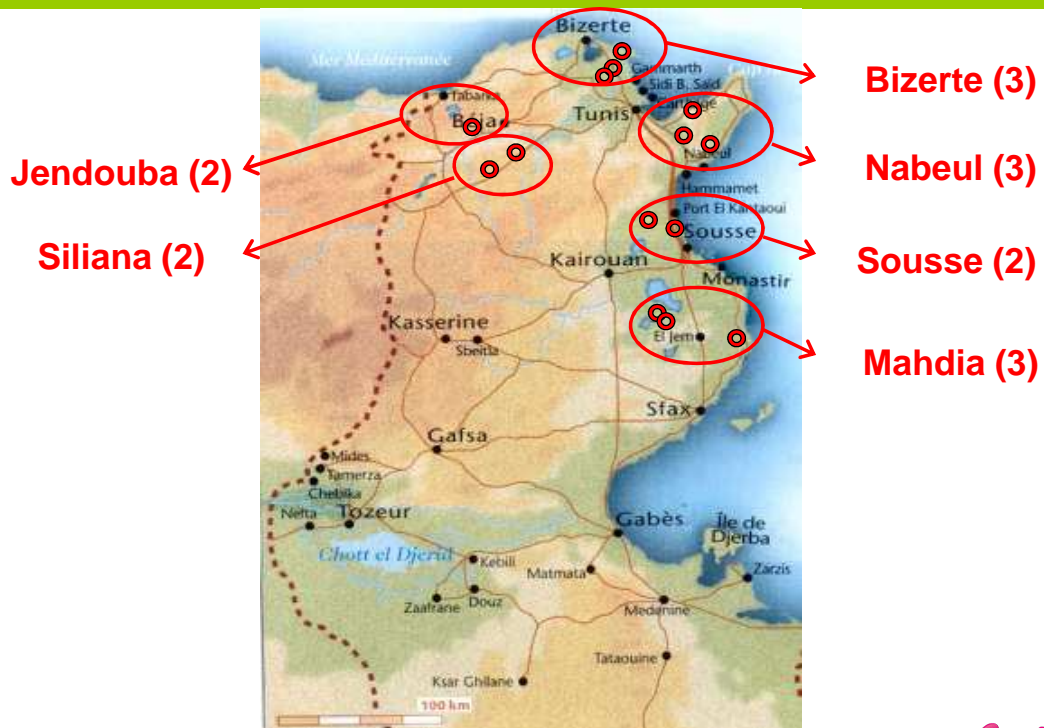 Bizerte
Mer Mediterranée
Gammarth
Sidi B. Said
Carthage
Tabarka
Béja
Tunis
Nabeul
Hammamet
Port El Kantaoui
Sousse
Kairouan
Monastir
Kasserine
Sbeitla
El Jem
Sfax
Gafsa
Mides
Tamerza
Chebika
Nefta
Tozeur
Gabès
Île de
Djerba
Chott el Djerid
Kebili
Matmata
Zarzis
Zaafrane
Douz
Medenine
Tataouine
Ksar Ghilane
100 km
Jendouba (2)
Siliana (2)
Bizerte (3)
Nabeul (3)
Sousse (2)
Mahdia (3)